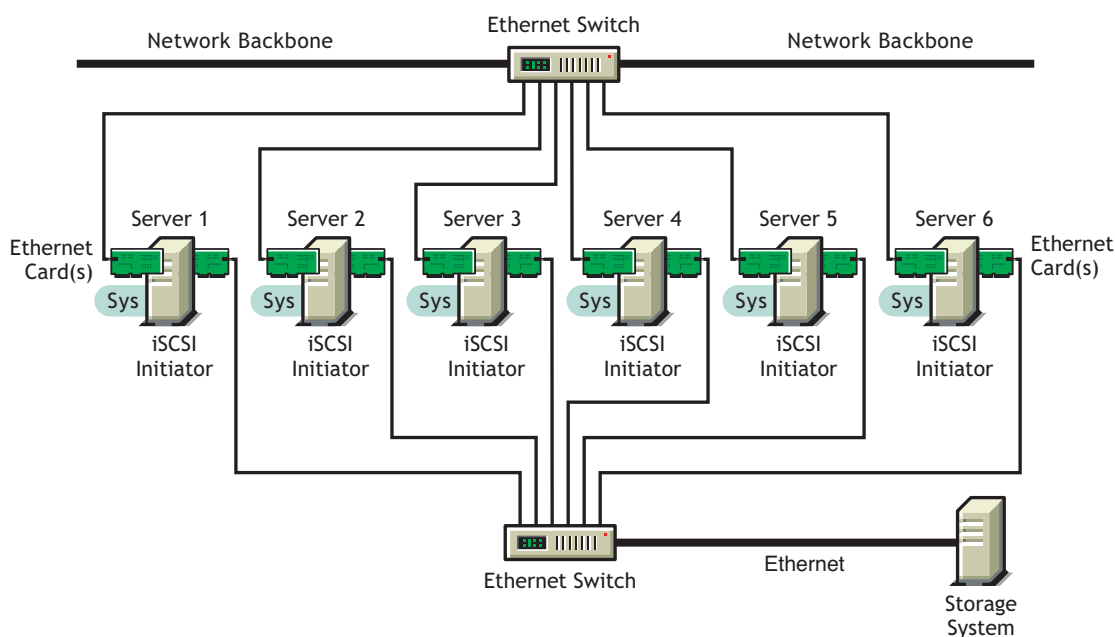 Ethernet Switch
Network Backbone
Network Backbone
Server 1
Server 2
Server 3
Server 4
Server 5
Server 6
Ethernet
Card(s)
Ethernet
Card(s)
Sys
Sys
Sys
Sys
Sys
Sys
iSCSI
Initiator
iSCSI
Initiator
iSCSI
Initiator
iSCSI
Initiator
iSCSI
Initiator
iSCSI
Initiator
Ethernet
Ethernet Switch
Storage
System